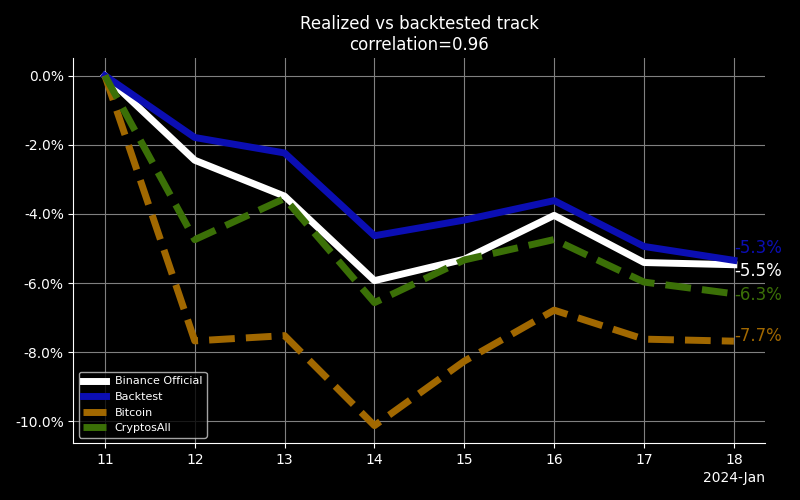 Realized vs backtested track
correlation=0.96
0.0%
-2.0%
-4.0%
-6.0%
-8.0%
-10.0%
-5.3%
-5.5%
-6.3%
-7.7%
Binance Official
Backtest
Bitcoin
CryptosAll
11 12 13 14 15 16 17 18
2024-Jan